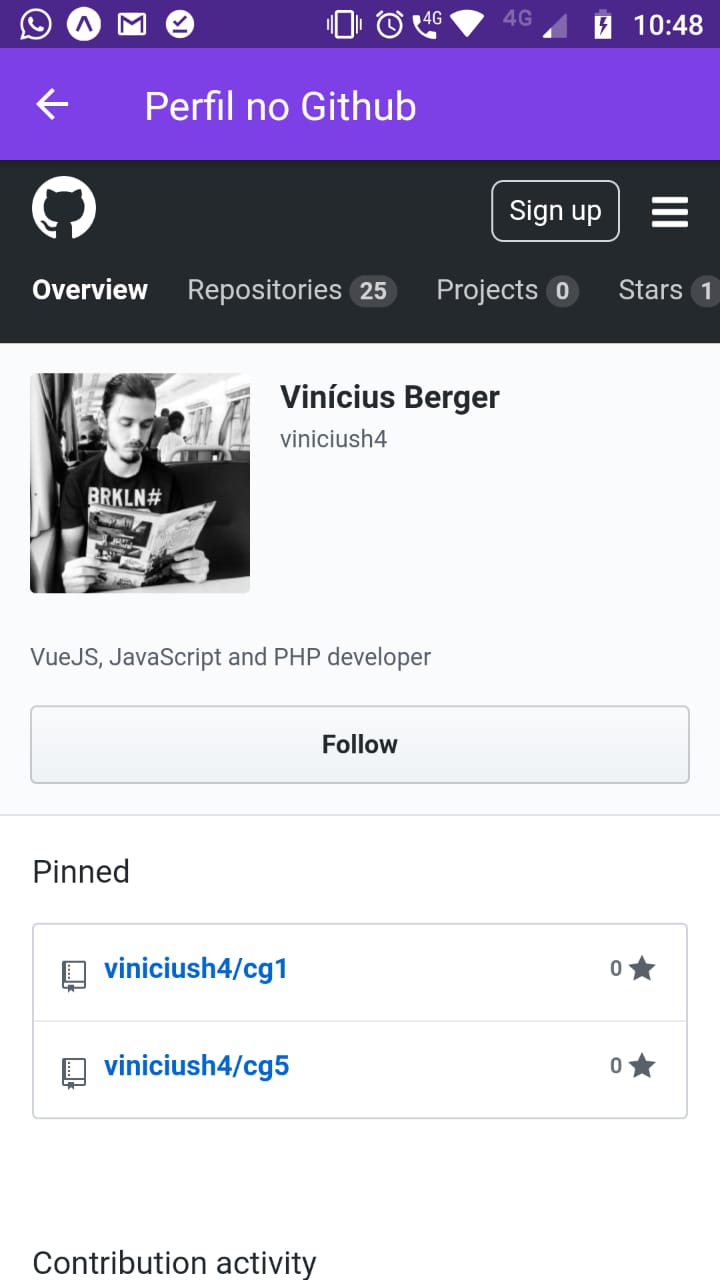 4G 4G 10:48
Perfil no Github
Sign up
Overview Repositories 25 Projects 0 Stars 1
Vinícius Berger
viniciush4
BRKLN#
VueJS, JavaScript and PHP developer
Follow
Pinned
viniciush4/cg1 0
viniciush4/cg5 0
Contribution activity